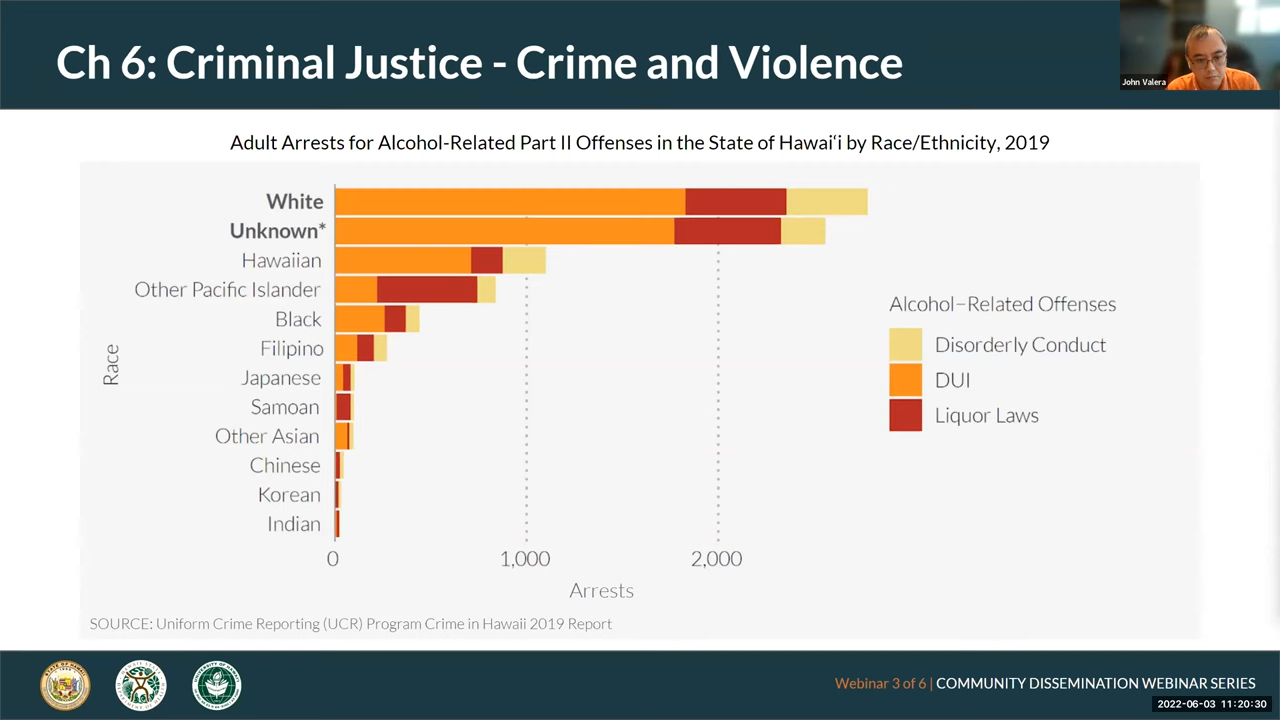 Ch 6: Criminal Justice - Crime and Violence
John Valera
Adult Arrests for Alcohol-Related Part II Offenses in the State of Hawaiʻi by Race/Ethnicity, 2019
White
Unknown*
Hawaiian
Other Pacific Islander
Black
Filipino
Japanese
Samoan
Other Asian
Chinese
Korean
Indian
Race
0
1,000
2,000
Arrests
Alcohol–Related Offenses
Disorderly Conduct
DUI
Liquor Laws
SOURCE: Uniform Crime Reporting (UCR) Program Crime in Hawaii 2019 Report
Webinar 3 of 6 | COMMUNITY DISSEMINATION WEBINAR SERIES
2022-06-03 11:20:30